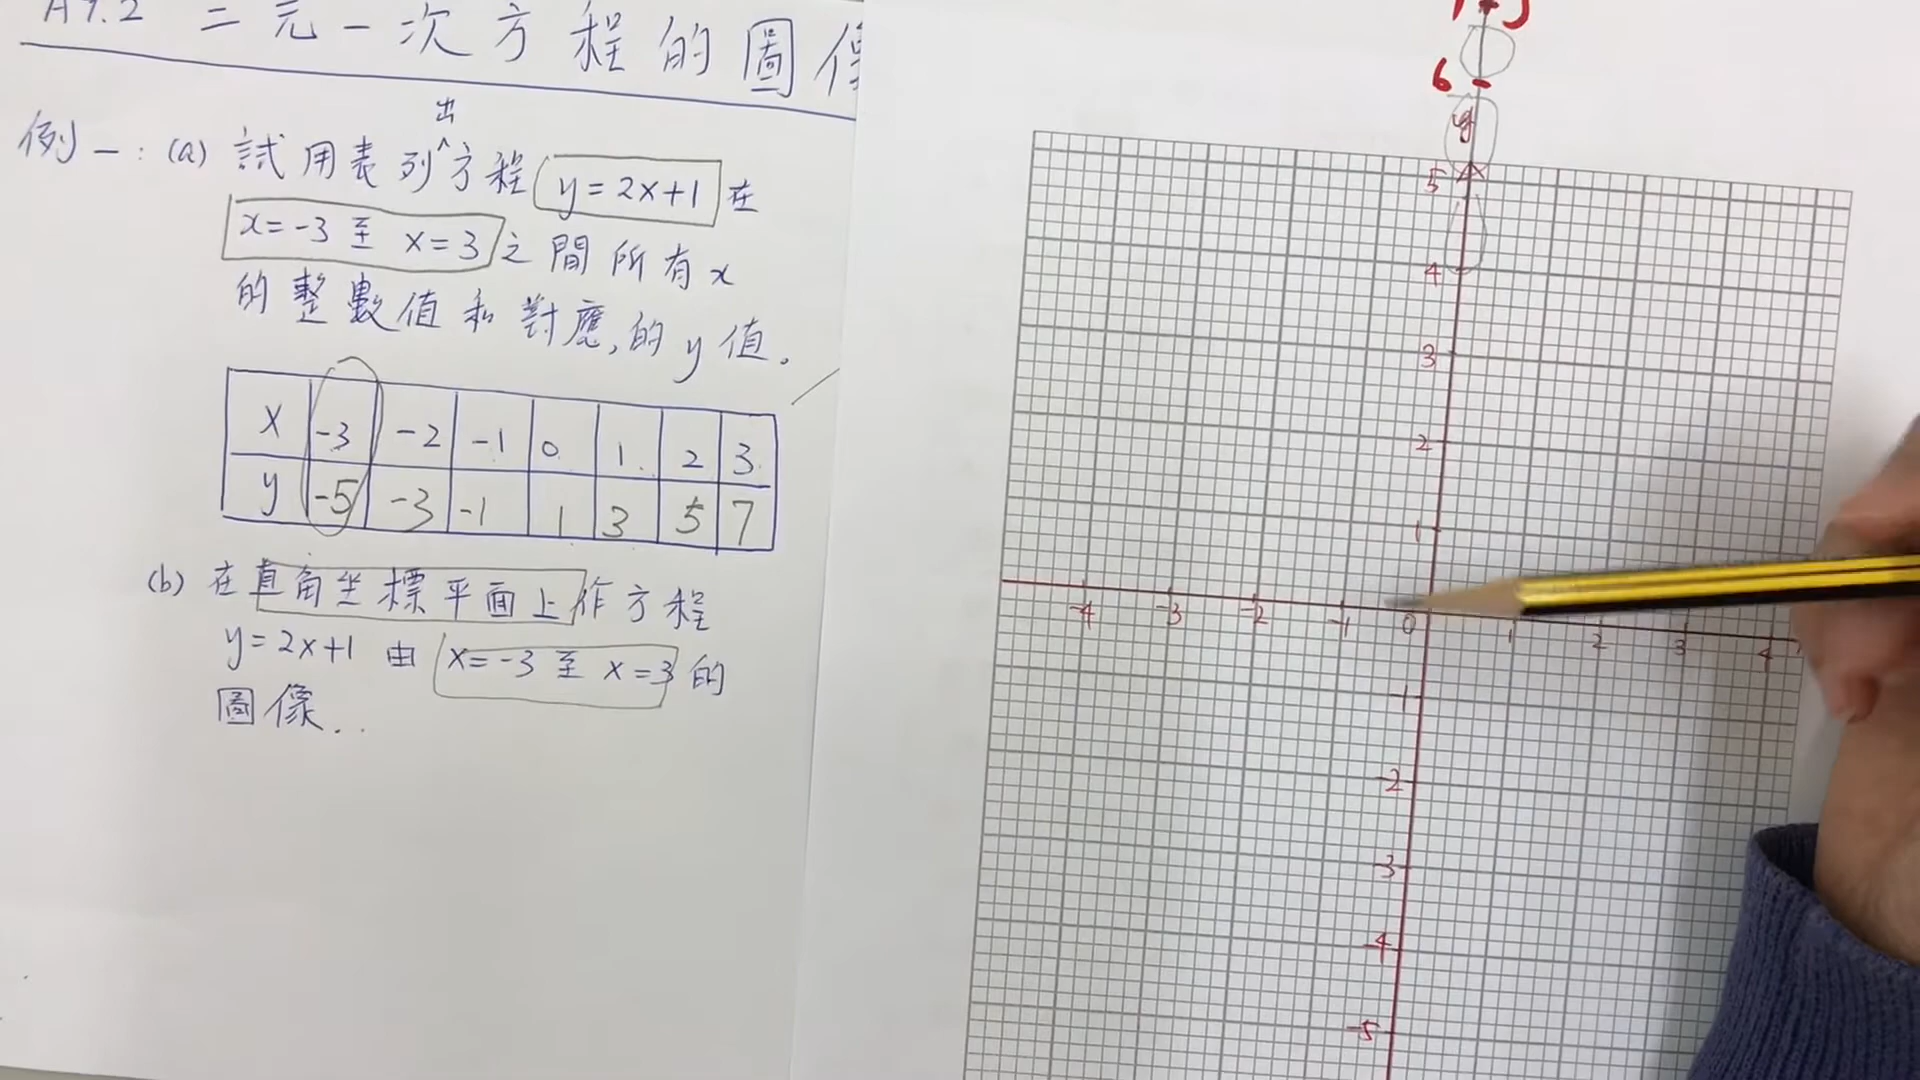 A9.2 二元一次方程的圖像
例一: (a) 試用表列出方程 y=2x+1 在
x=-3 至 x=3 之間所有x
的整數值和對應的y值.
x -3 -2 -1 0 1 2 3
y -5 -3 -1 1 3 5 7
(b) 在直角坐標平面上作方程
y=2x+1 由 x=-3 至 x=3 的
圖像.
6
y
5
4
3
2
1
-4 -3 -2 -1 0 1 2 3 4
-1
-2
-3
-4
-5